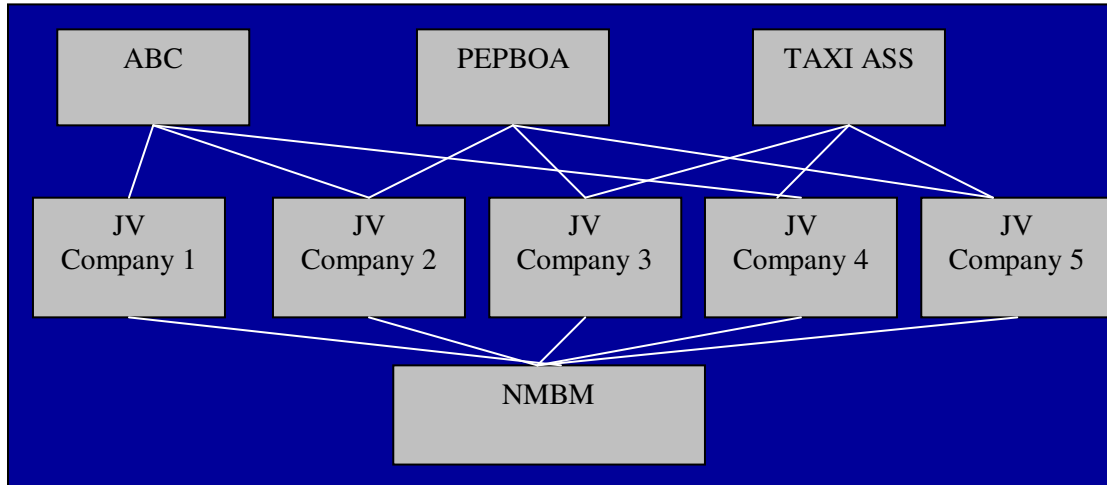 ABC
PEPBOA
TAXI ASS
JV
Company 1
JV
Company 2
JV
Company 3
JV
Company 4
JV
Company 5
NMBM